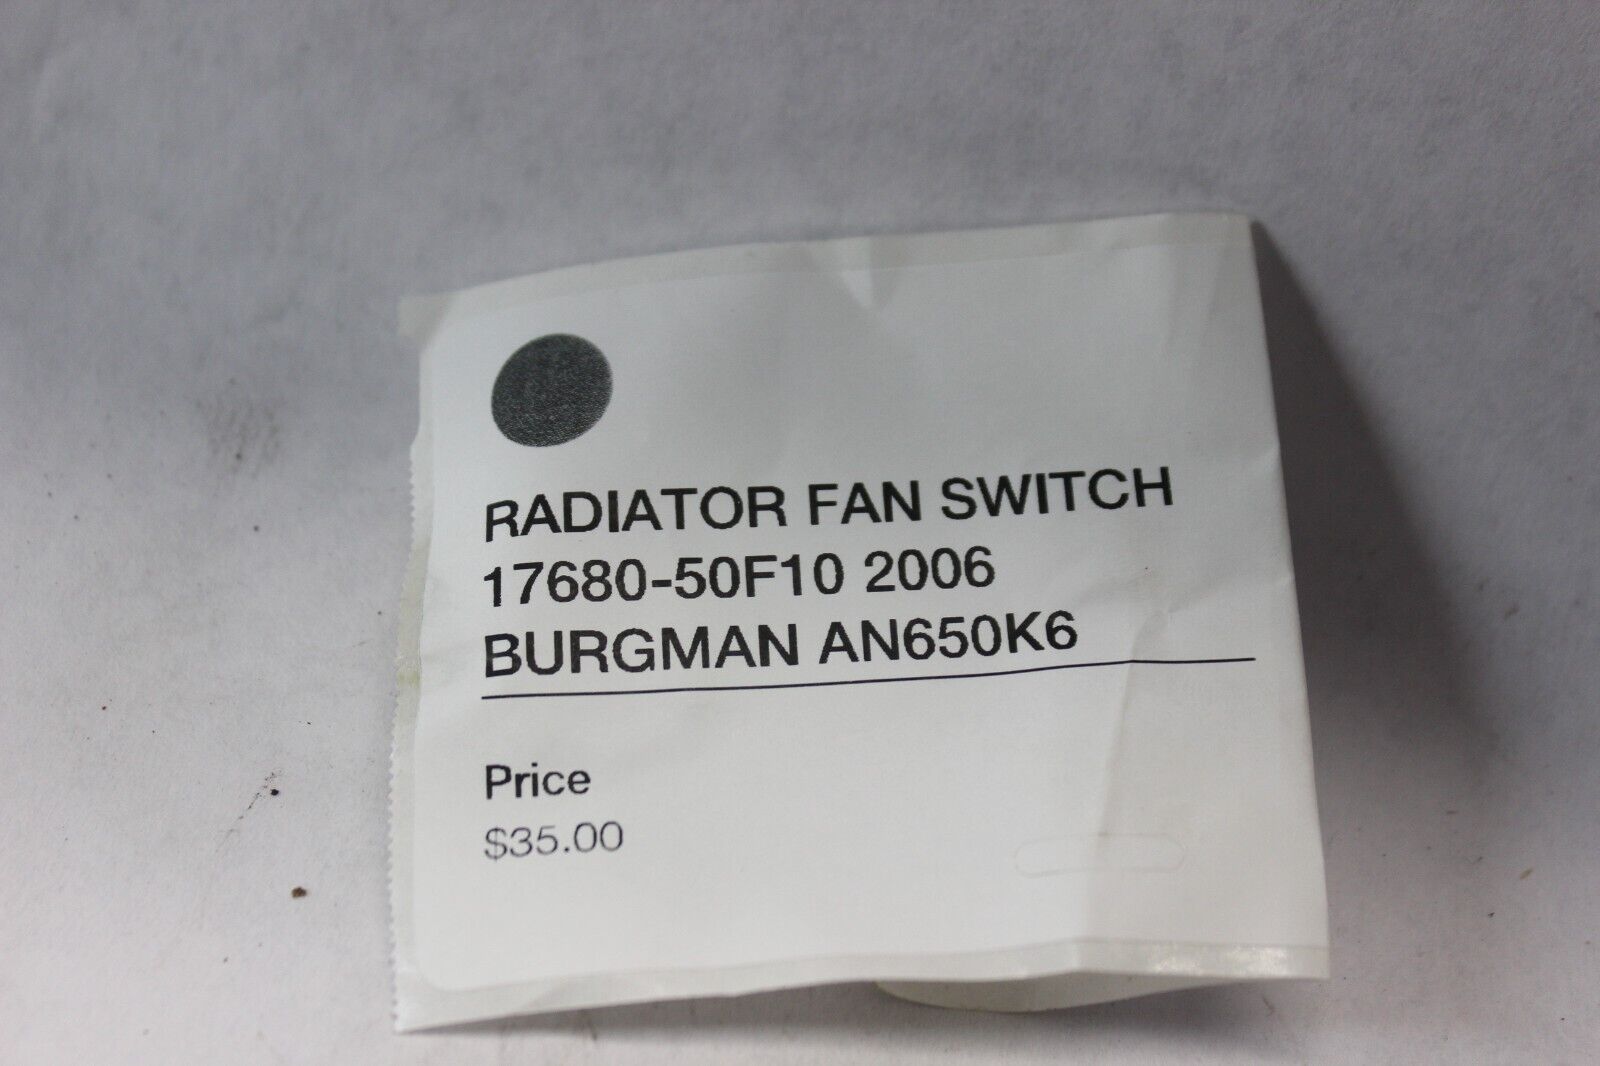 RADIATOR FAN SWITCH
17680-50F10 2006
BURGMAN AN650K6
Price
$35.00